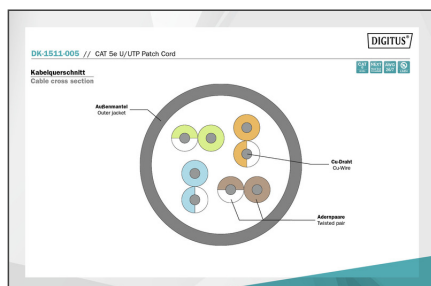 DIGITUS®
DK-1511-005 // CAT 5e U/UTP Patch Cord
Kabelquerschnitt
Cable cross section
Außenmantel
Outer jacket
Cu-Draht
Cu-Wire
Adernpaare
Twisted pair